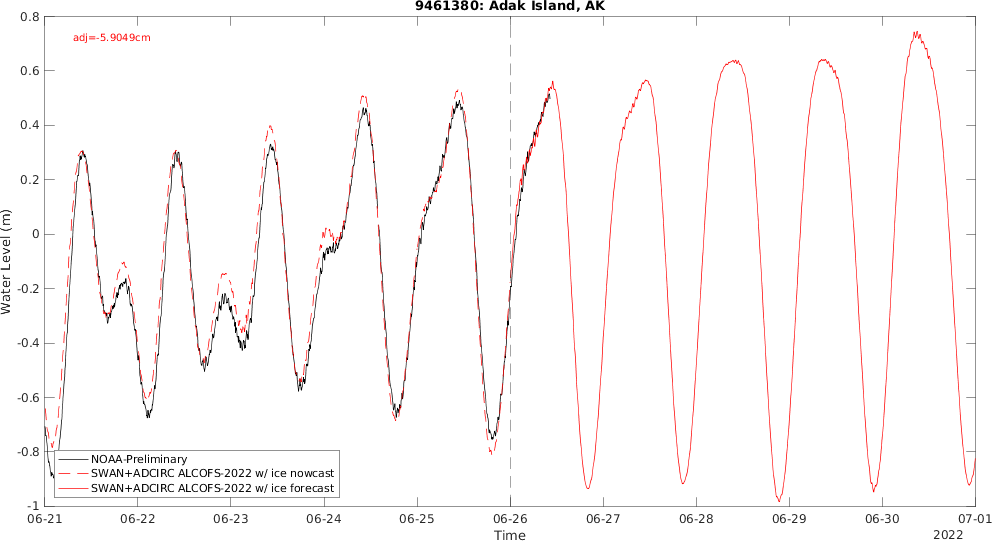 9461380: Adak Island, AK
adj=-5.9049cm
0.8
0.6
0.4
0.2
0
-0.2
-0.4
-0.6
-0.8
-1
Water Level (m)
NOAA-Preliminary
SWAN+ADCIRC ALCOFS-2022 w/ ice nowcast
SWAN+ADCIRC ALCOFS-2022 w/ ice forecast
06-21 06-22 06-23 06-24 06-25 06-26 06-27 06-28 06-29 06-30 07-01
Time
2022